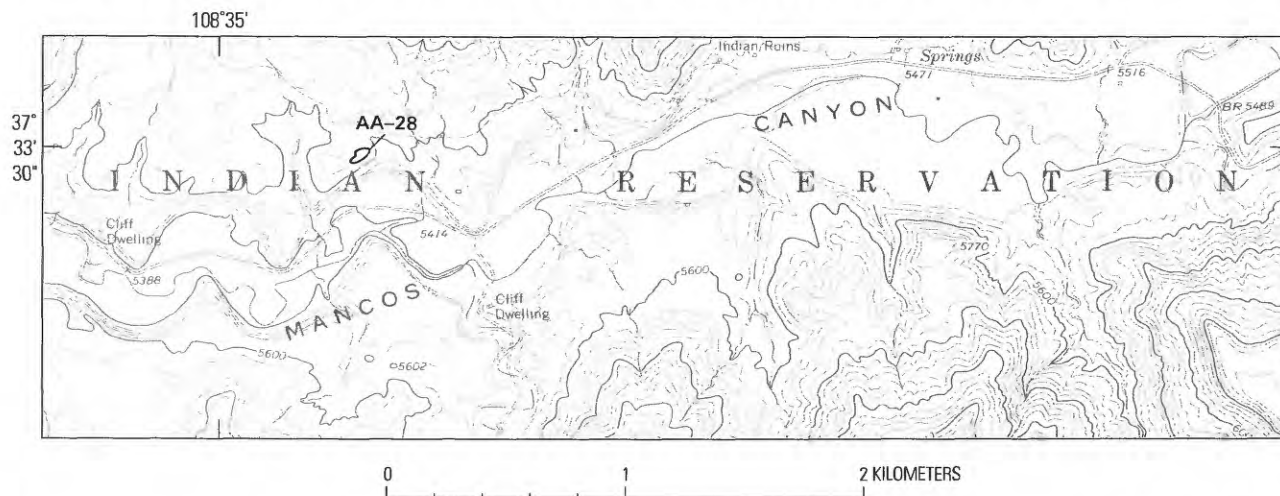 108°35'
37°
33'
30"
AA–28
Indian Ruins
Springs
5471
5516
BR 5489
CANYON
INDIAN RESERVATION
Cliff
Dwelling
5414
5388
5770
5600
5600
MANCOS
Cliff
Dwelling
5600
5602
0 1 2 KILOMETERS